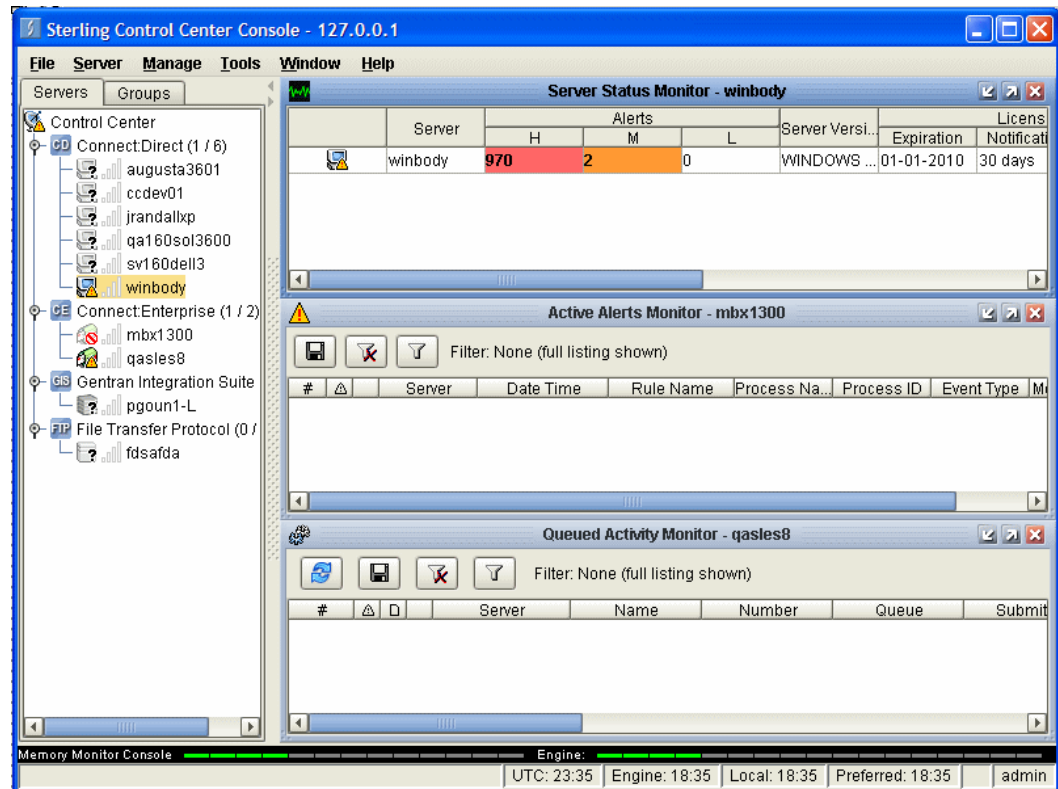 Sterling Control Center Console - 127.0.0.1
File Server Manage Tools Window Help
Servers Groups
Control Center
CD Connect:Direct (1 / 6)
augusta3601
ccdev01
jrandallxp
qa160sol3600
sv160dell3
winbody
CE Connect:Enterprise (1 / 2)
mbx1300
qasles8
GIS Gentran Integration Suite
pgoun1-L
FTP File Transfer Protocol (0 /
fdsafda
Server Status Monitor - winbody
Server Alerts Server Versi... Licens
H M L Expiration Notificati
winbody 970 2 0 WINDOWS ... 01-01-2010 30 days
Active Alerts Monitor - mbx1300
Filter: None (full listing shown)
# Server Date Time Rule Name Process Na... Process ID Event Type
Queued Activity Monitor - qasles8
Filter: None (full listing shown)
# D Server Name Number Queue Submit
Memory Monitor Console Engine:
UTC: 23:35 Engine: 18:35 Local: 18:35 Preferred: 18:35 admin